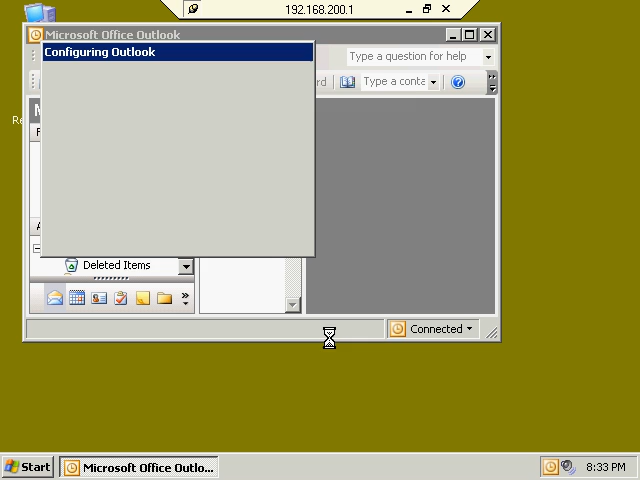 192.168.200.1
Microsoft Office Outlook
Configuring Outlook
Type a question for help
Type a conta
Deleted Items
Connected
Start
Microsoft Office Outlo...
8:33 PM